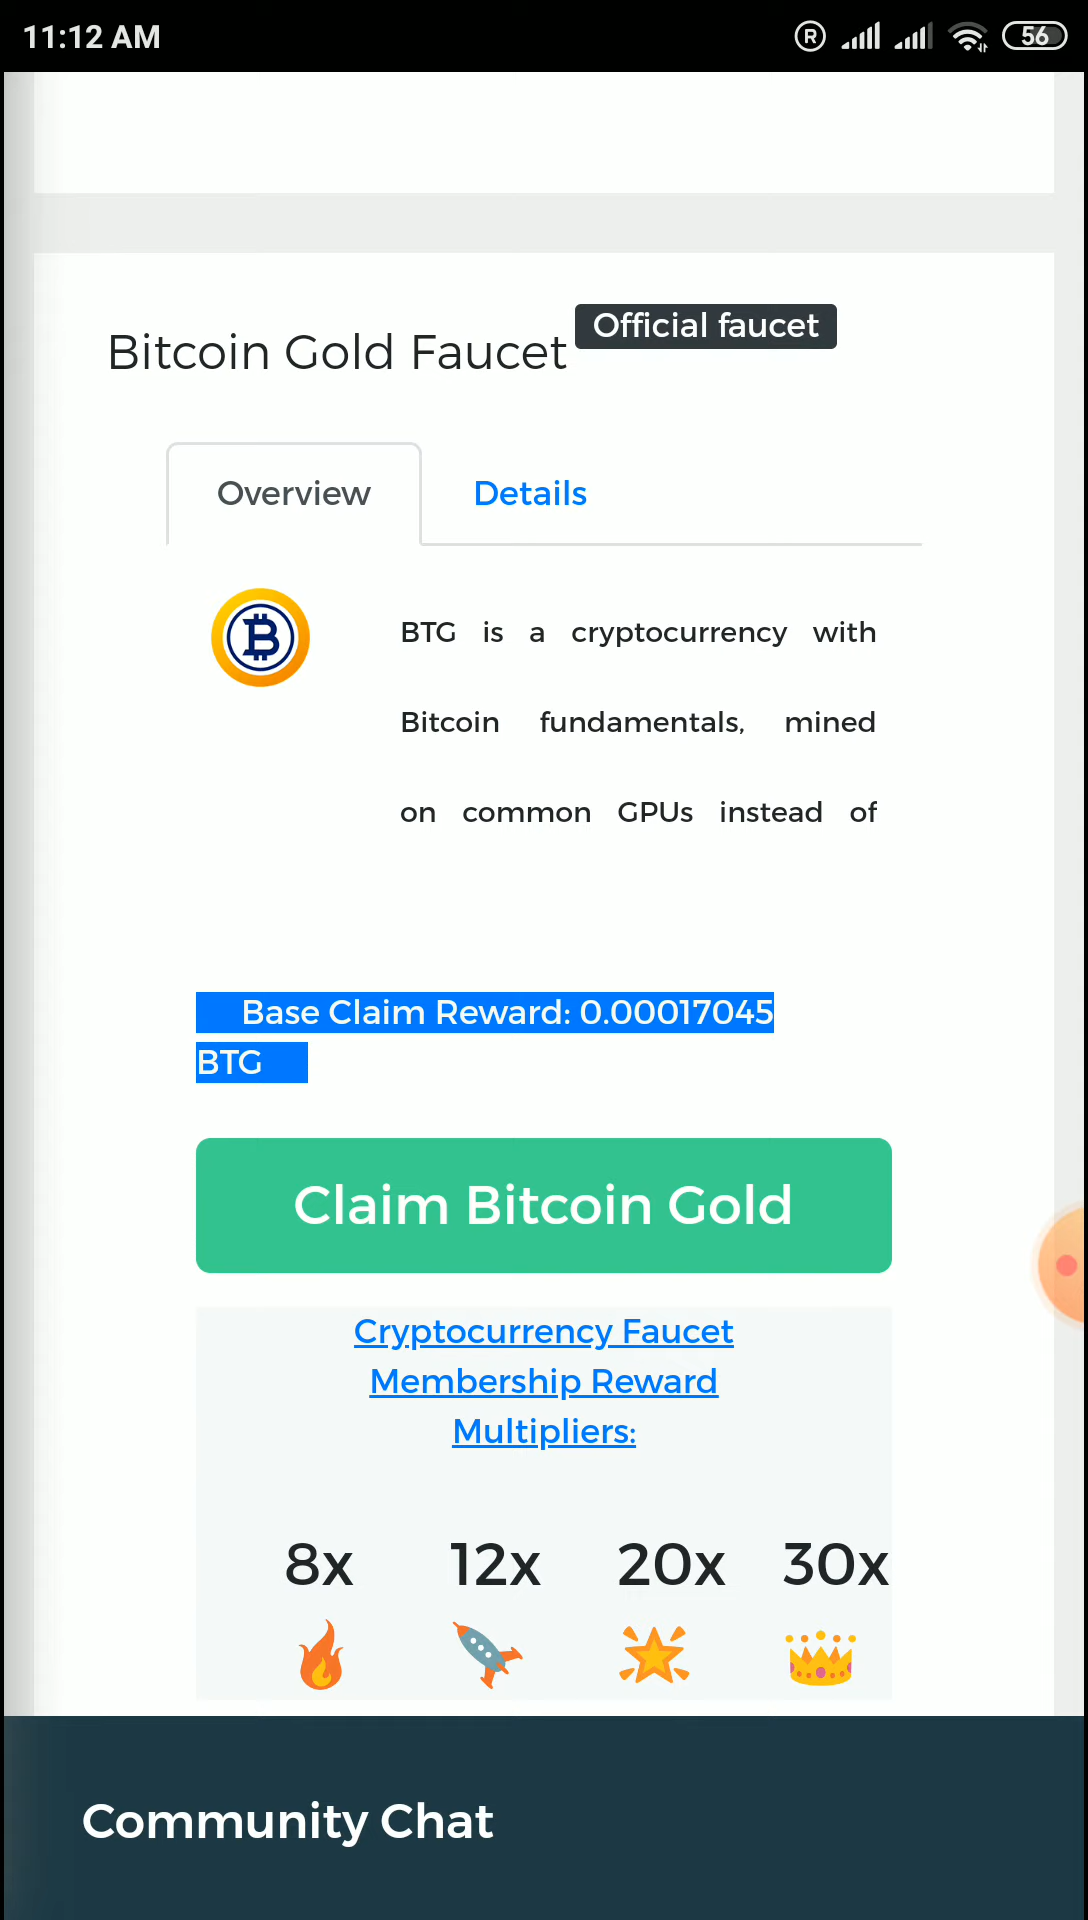 11:12 AM
R
56
Bitcoin Gold Faucet
Official faucet
Overview
Details
BTG is a cryptocurrency with
Bitcoin fundamentals, mined
on common GPUs instead of
Base Claim Reward: 0.00017045
BTG
Claim Bitcoin Gold
Cryptocurrency Faucet
Membership Reward
Multipliers:
8x 12x 20x 30x
Community Chat